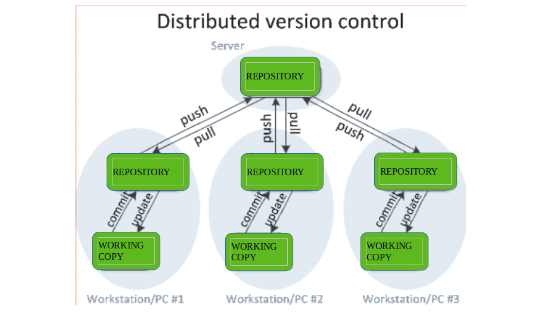 Distributed version control
Server
REPOSITORY
push
pull
push
pull
pull
push
REPOSITORY
REPOSITORY
REPOSITORY
commit
update
commit
update
commit
update
WORKING
COPY
WORKING
COPY
WORKING
COPY
Workstation/PC #1
Workstation/PC #2
Workstation/PC #3